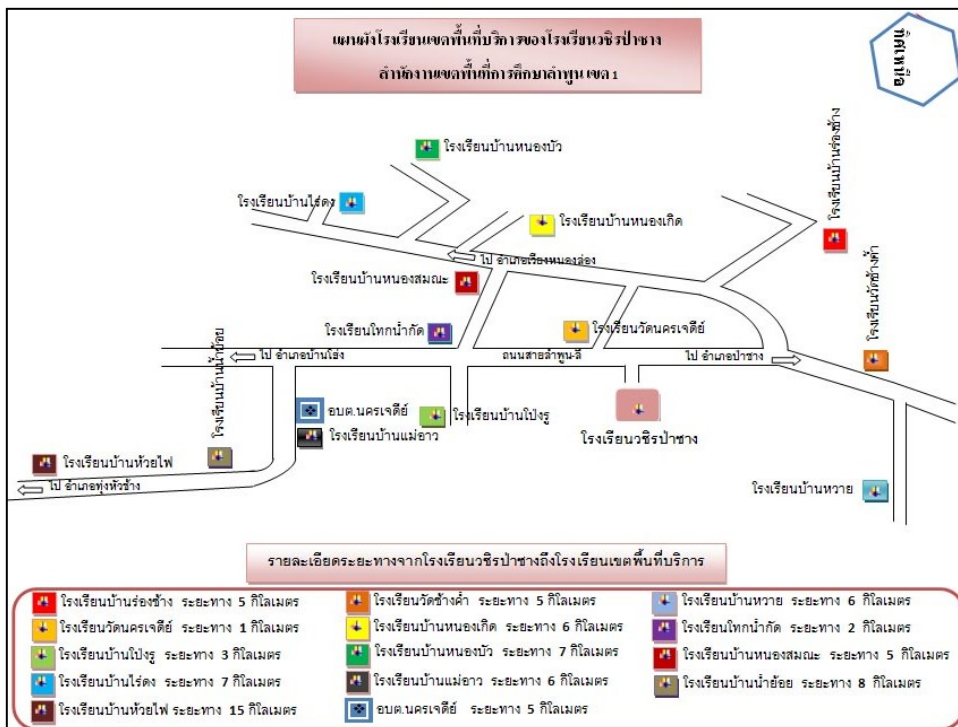 แผนผังโรงเรียนเขตพื้นที่บริการของโรงเรียนวชิรป่าซาง
สำนักงานเขตพื้นที่การศึกษาลำพูน เขต 1
ทิศเหนือ
โรงเรียนบ้านหนองบัว
โรงเรียนบ้านร่องช้าง
โรงเรียนบ้านไร่ดง
โรงเรียนบ้านหนองเกิด
ไป อำเภอเวียงหนองล่อง
โรงเรียนบ้านหนองสมณะ
โรงเรียนวัดช้างค้ำ
โรงเรียนโทกน้ำกัด
โรงเรียนวัดนครเจดีย์
ไป อำเภอบ้านโฮ่ง
ถนนสายลำพูน-ลี้
ไป อำเภอป่าซาง
โรงเรียนบ้านน้ำย้อย
อบต.นครเจดีย์
โรงเรียนบ้านโป่งรู
โรงเรียนบ้านแม่อาว
โรงเรียนวชิรป่าซาง
โรงเรียนบ้านห้วยไฟ
ไป อำเภอทุ่งหัวช้าง
โรงเรียนบ้านหวาย
รายละเอียดระยะทางจากโรงเรียนวชิรป่าซางถึงโรงเรียนเขตพื้นที่บริการ
โรงเรียนบ้านร่องช้าง ระยะทาง 5 กิโลเมตร
โรงเรียนวัดช้างค้ำ ระยะทาง 5 กิโลเมตร
โรงเรียนบ้านหวาย ระยะทาง 6 กิโลเมตร
โรงเรียนวัดนครเจดีย์ ระยะทาง 1 กิโลเมตร
โรงเรียนบ้านหนองเกิด ระยะทาง 6 กิโลเมตร
โรงเรียนโทกน้ำกัด ระยะทาง 2 กิโลเมตร
โรงเรียนบ้านโป่งรู ระยะทาง 3 กิโลเมตร
โรงเรียนบ้านหนองบัว ระยะทาง 7 กิโลเมตร
โรงเรียนบ้านหนองสมณะ ระยะทาง 5 กิโลเมตร
โรงเรียนบ้านไร่ดง ระยะทาง 7 กิโลเมตร
โรงเรียนบ้านแม่อาว ระยะทาง 6 กิโลเมตร
โรงเรียนบ้านน้ำย้อย ระยะทาง 8 กิโลเมตร
โรงเรียนบ้านห้วยไฟ ระยะทาง 15 กิโลเมตร
อบต.นครเจดีย์ ระยะทาง 5 กิโลเมตร